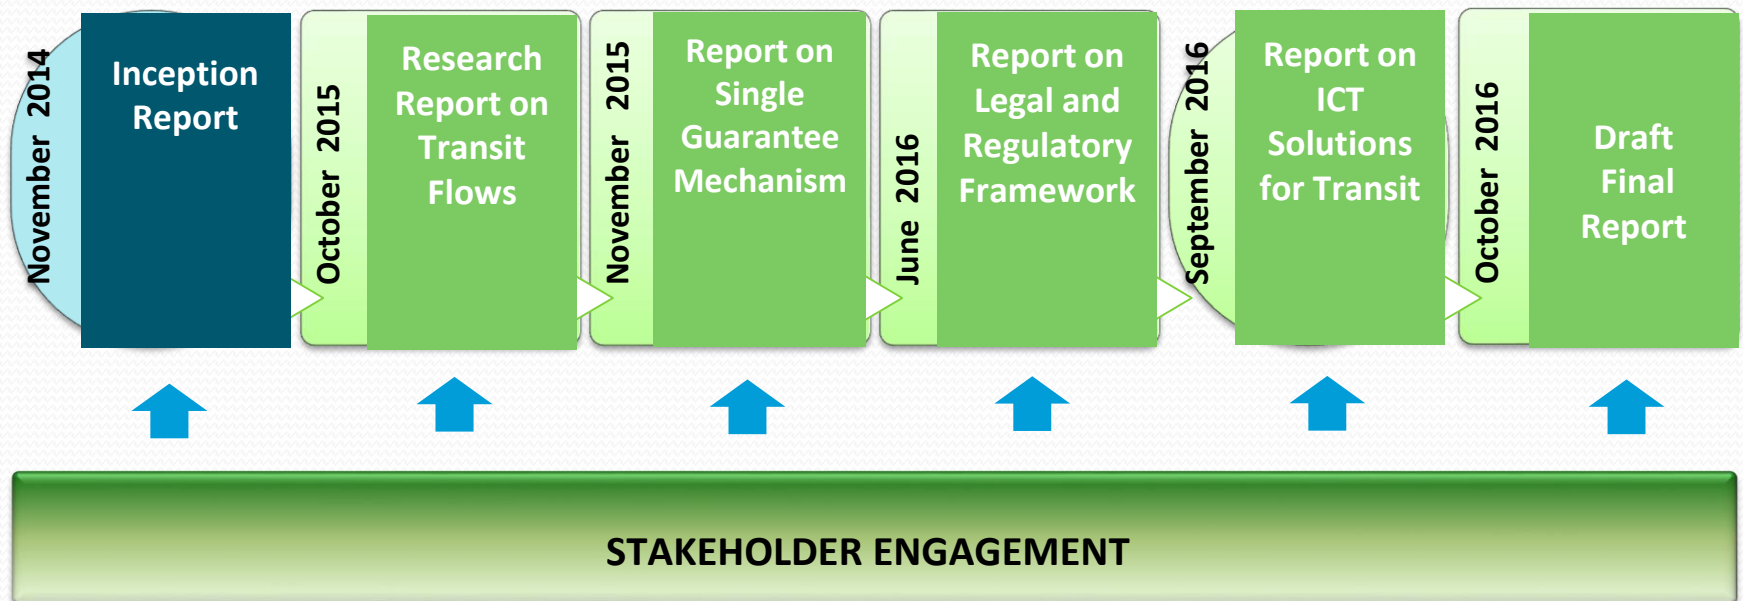 November 2014
Inception
Report
October 2015
Research
Report on
Transit
Flows
November 2015
Report on
Single
Guarantee
Mechanism
June 2016
Report on
Legal and
Regulatory
Framework
September 2016
Report on
ICT
Solutions
for Transit
October 2016
Draft
Final
Report
STAKEHOLDER ENGAGEMENT